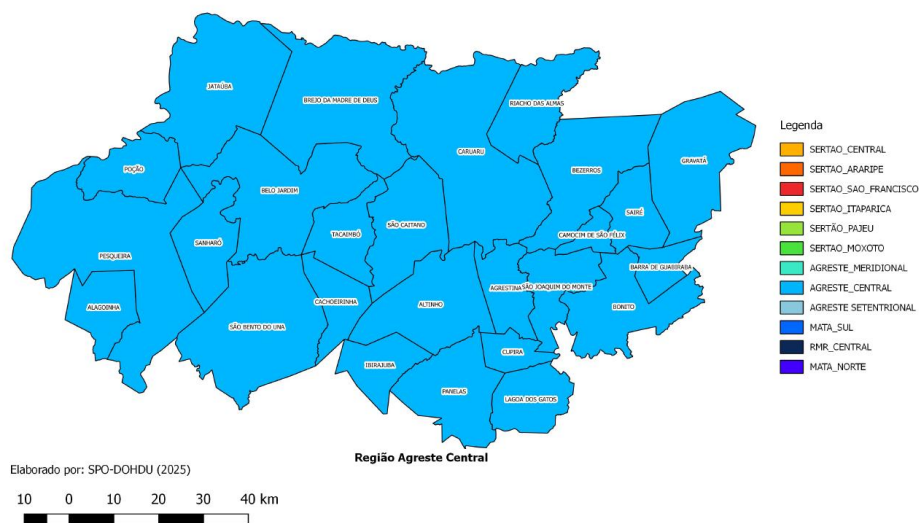 JATAÚBA
BREJO DA MADRE DE DEUS
RIACHO DAS ALMAS
CARUARU
GRAVATÁ
POÇÃO
BEZERROS
BELO JARDIM
SAIRÉ
SÃO CAITANO
TACAIMBÓ
CAMOCIM DE SÃO FÉLIX
SANHARÓ
PESQUEIRA
BARRA DE GUABIRABA
AGRESTINA
SÃO JOAQUIM DO MONTE
CACHOEIRINHA
ALTINHO
ALAGOINHA
BONITO
SÃO BENTO DO UNA
CUPIRA
IBIRAJUBA
PANELAS
LAGOA DOS GATOS
Legenda
SERTAO_CENTRAL
SERTAO_ARARIPE
SERTAO_SAO_FRANCISCO
SERTAO_ITAPARICA
SERTÃO_PAJEU
SERTAO_MOXOTO
AGRESTE_MERIDIONAL
AGRESTE_CENTRAL
AGRESTE SETENTRIONAL
MATA_SUL
RMR_CENTRAL
MATA_NORTE
Região Agreste Central
Elaborado por: SPO-DOHDU (2025)
10 0 10 20 30 40 km